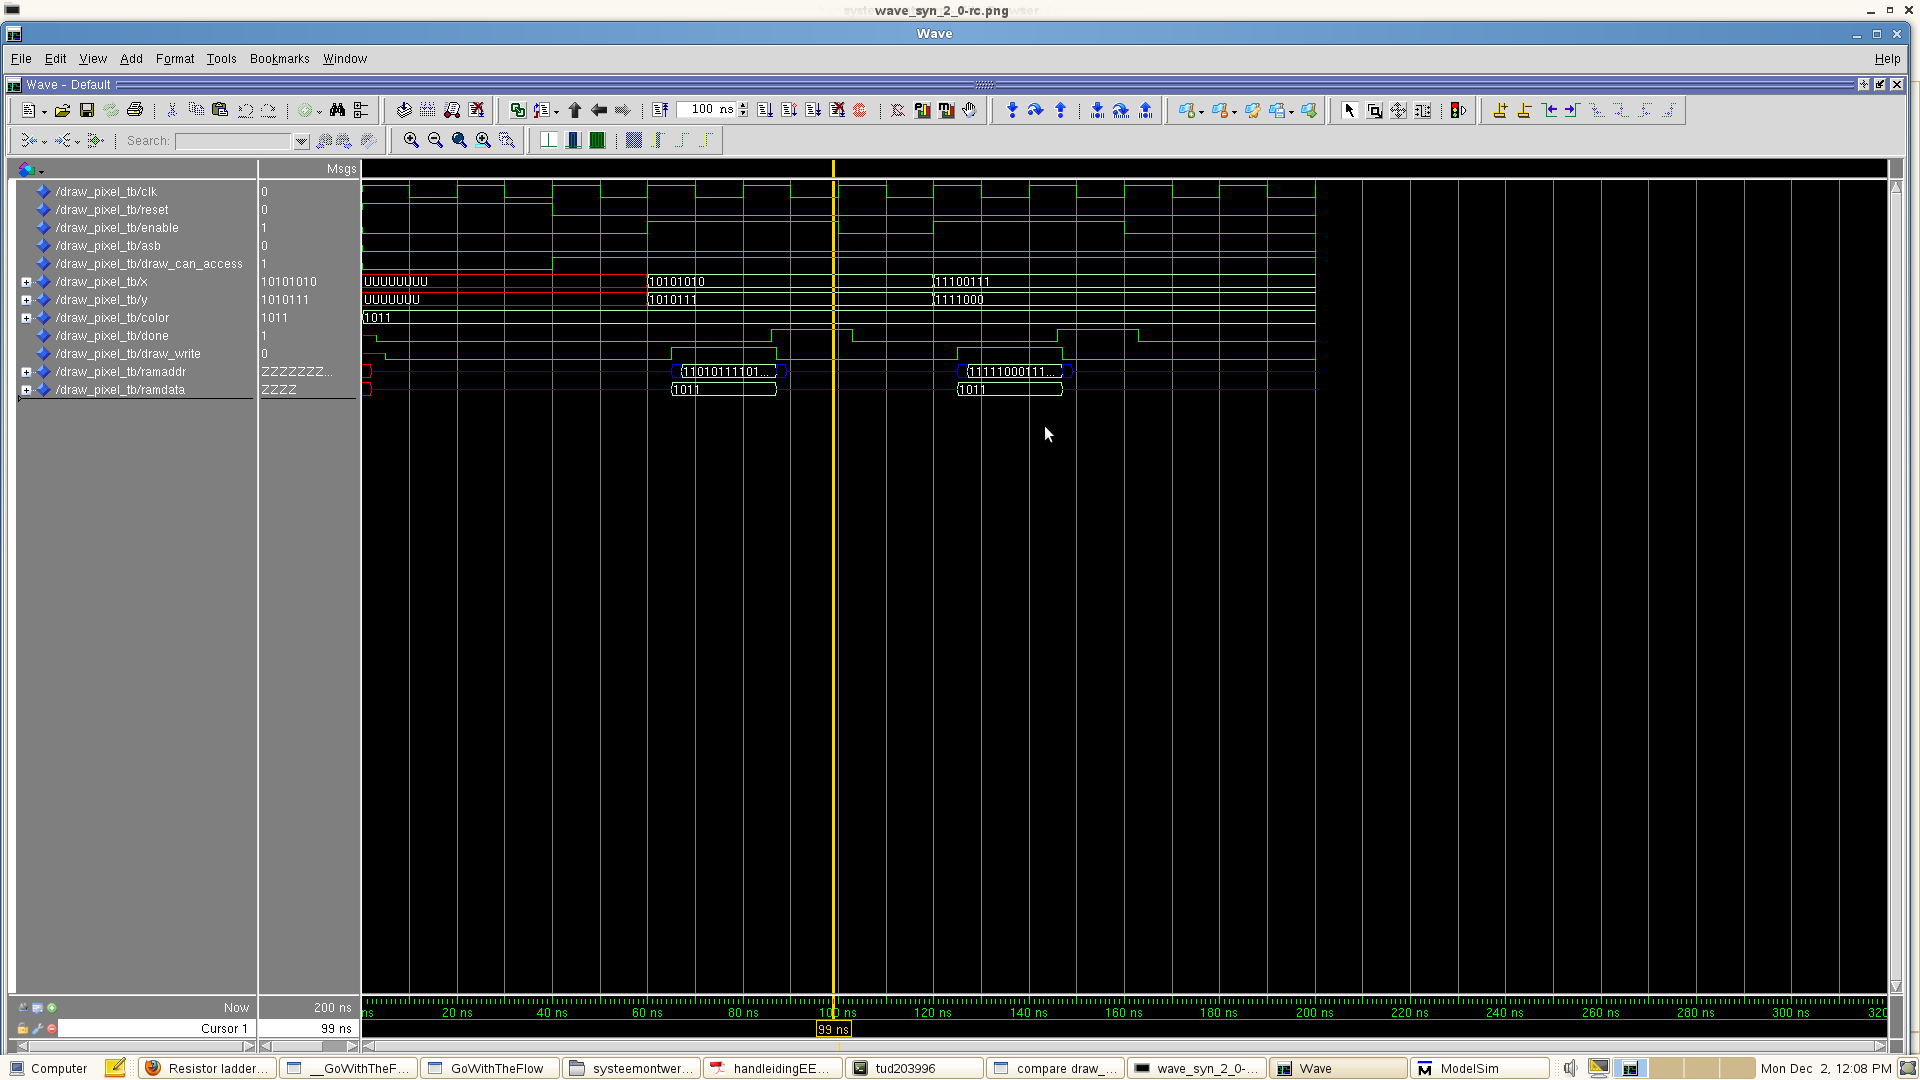 wave_syn_2_0-rc.png
Wave
File Edit View Add Format Tools Bookmarks Window Help
Wave - Default
100 ns
Search:
Msgs
/draw_pixel_tb/clk 0
/draw_pixel_tb/reset 0
/draw_pixel_tb/enable 1
/draw_pixel_tb/asb 0
/draw_pixel_tb/draw_can_access 1
/draw_pixel_tb/x 10101010 UUUUUUUU 10101010 11100111
/draw_pixel_tb/y 1010111 UUUUUUU 1010111 1111000
/draw_pixel_tb/color 1011 1011
/draw_pixel_tb/done 1
/draw_pixel_tb/draw_write 0
/draw_pixel_tb/ramaddr ZZZZZZZ... 11010111101... 11111000111...
/draw_pixel_tb/ramdata ZZZZ 1011 1011
Now 200 ns
ns 20 ns 40 ns 60 ns 80 ns 100 ns 120 ns 140 ns 160 ns 180 ns 200 ns 220 ns 240 ns 260 ns 280 ns 300 ns 320
Cursor 1 99 ns 99 ns
Computer Resistor ladder... __GoWithTheF... GoWithTheFlow systeemontwer... handleidingEE... tud203996 compare draw_... wave_syn_2_0-... Wave ModelSim Mon Dec 2, 12:08 PM